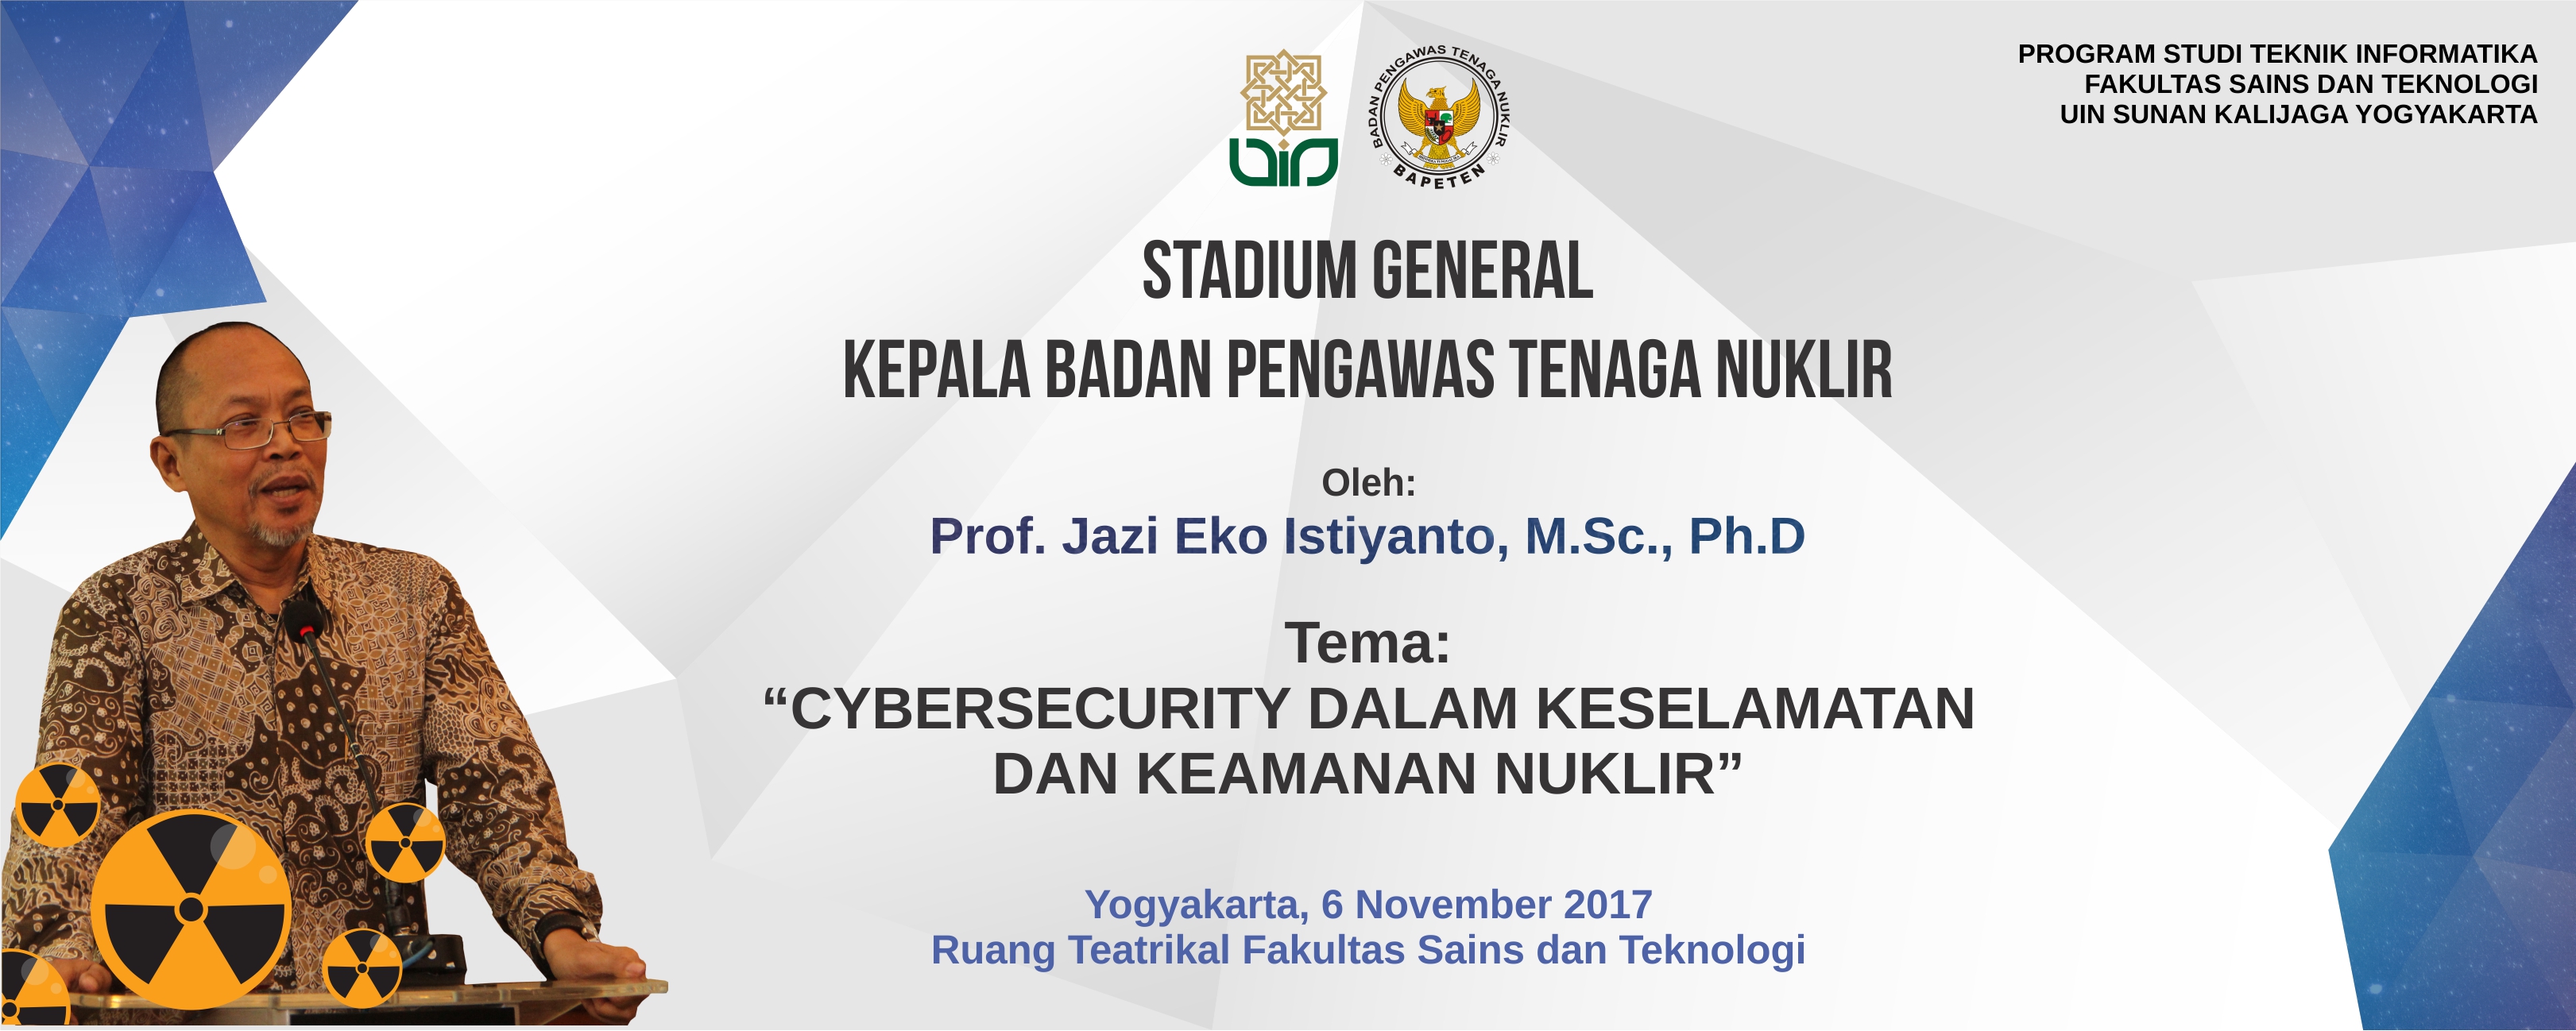 BADAN PENGAWAS TENAGA NUKLIR
BAPETEN
uin
PROGRAM STUDI TEKNIK INFORMATIKA
FAKULTAS SAINS DAN TEKNOLOGI
UIN SUNAN KALIJAGA YOGYAKARTA
STADIUM GENERAL
KEPALA BADAN PENGAWAS TENAGA NUKLIR
Oleh:
Prof. Jazi Eko Istiyanto, M.Sc., Ph.D
Tema:
“CYBERSECURITY DALAM KESELAMATAN
DAN KEAMANAN NUKLIR”
Yogyakarta, 6 November 2017
Ruang Teatrikal Fakultas Sains dan Teknologi